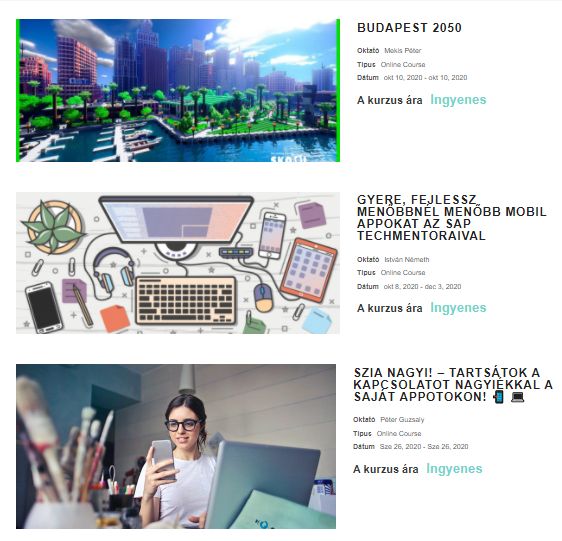 BUDAPEST 2050
Oktató Mekis Péter
Típus Online Course
Dátum okt 10, 2020 - okt 10, 2020
A kurzus ára Ingyenes
GYERE, FEJLESSZ
MENŐBBNÉL MENŐBB MOBIL
APPOKAT AZ SAP
TECHMENTORAIVAL
Oktató István Németh
Típus Online Course
Dátum okt 8, 2020 - dec 3, 2020
A kurzus ára Ingyenes
SZIA NAGYI! – TARTSÁTOK A
KAPCSOLATOT NAGYIÉKKAL A
SAJÁT APPOTOKON! 📲 💻
Oktató Péter Guzsaly
Típus Online Course
Dátum Sze 26, 2020 - Sze 26, 2020
A kurzus ára Ingyenes